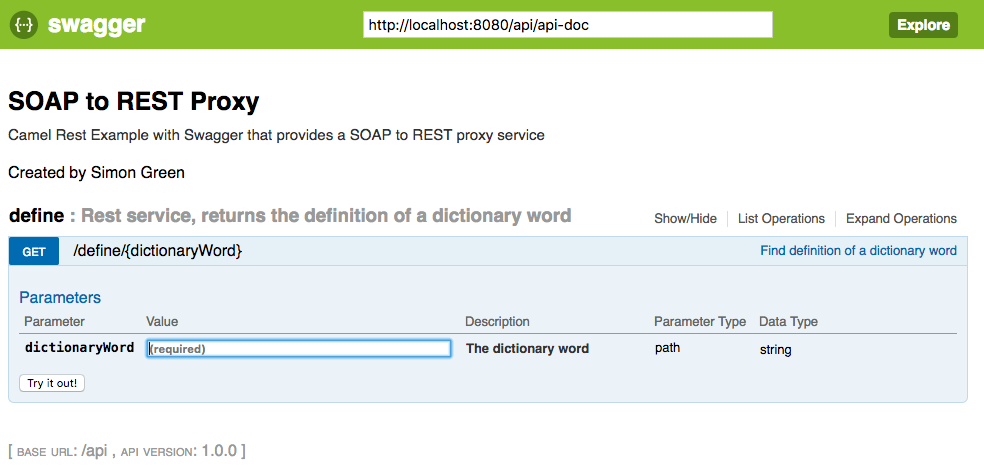 {···} swagger http://localhost:8080/api/api-doc Explore
SOAP to REST Proxy
Camel Rest Example with Swagger that provides a SOAP to REST proxy service
Created by Simon Green
define : Rest service, returns the definition of a dictionary word Show/Hide List Operations Expand Operations
GET /define/{dictionaryWord} Find definition of a dictionary word
Parameters
Parameter Value Description Parameter Type Data Type
dictionaryWord (required) The dictionary word path string
Try it out!
[ BASE URL: /api , API VERSION: 1.0.0 ]